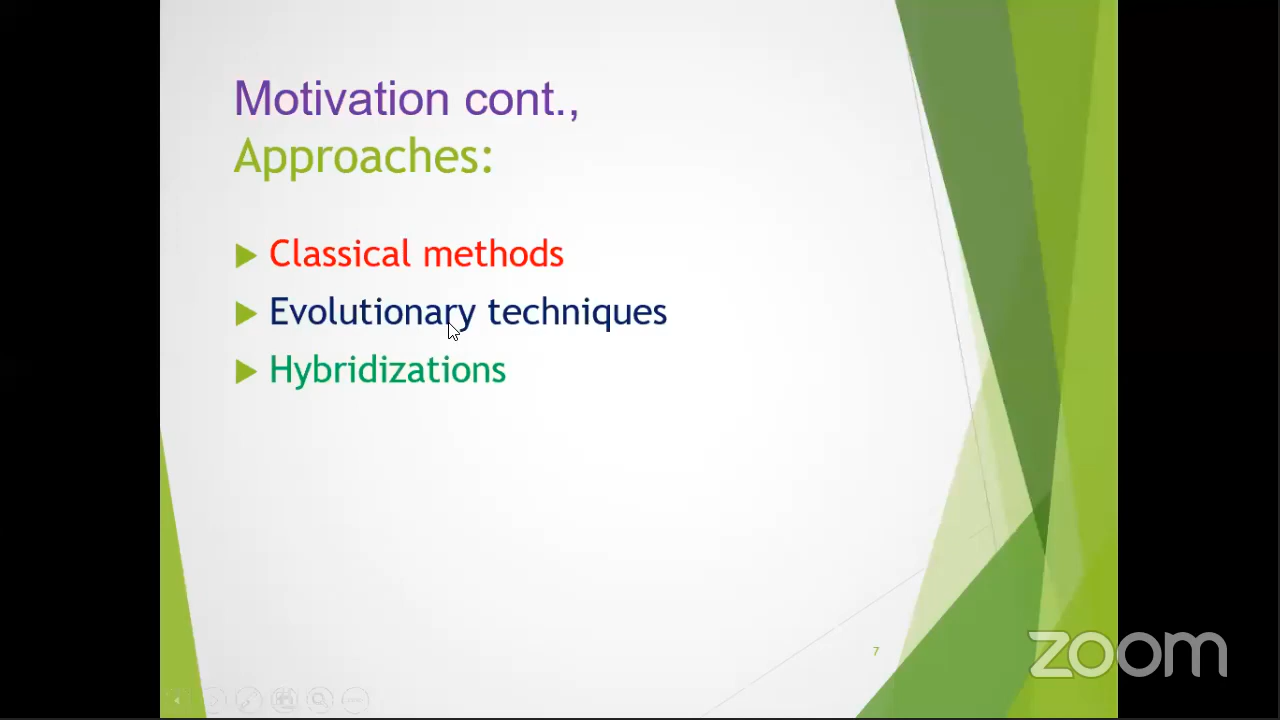 Motivation cont.,
Approaches:
Classical methods
Evolutionary techniques
Hybridizations
7
zoom